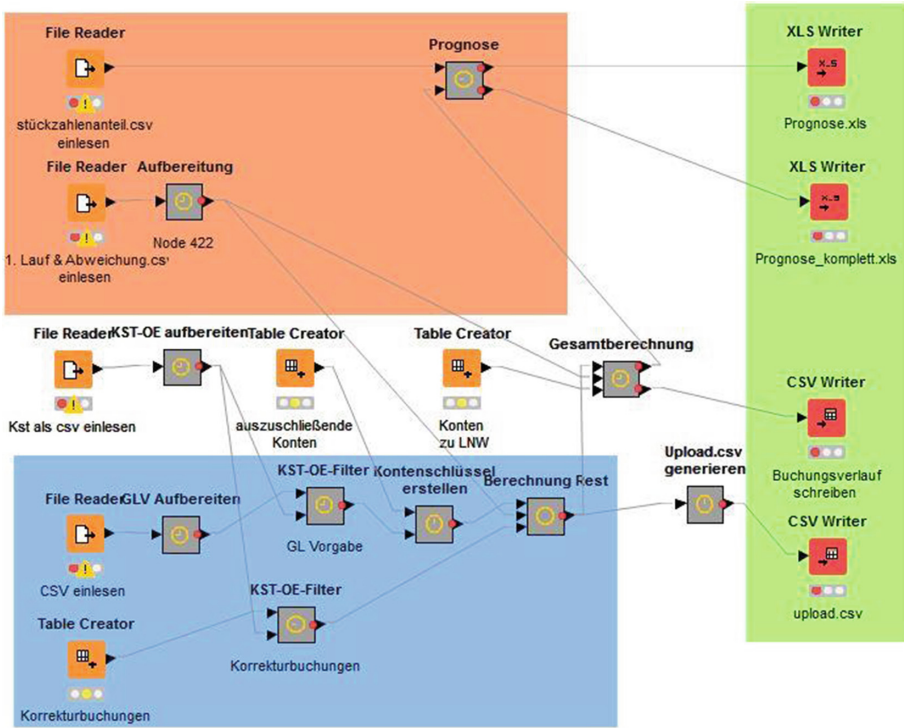 File Reader
stückzahlenanteil.csv
einlesen
Prognose
XLS Writer
Prognose.xls
File Reader
1. Lauf & Abweichung.csv
einlesen
Aufbereitung
Node 422
XLS Writer
Prognose_komplett.xls
File Reader
Kst als csv einlesen
KST-OE aufbereiten
Table Creator
auszuschließende
Konten
Table Creator
Konten
zu LNW
Gesamtberechnung
CSV Writer
Buchungsverlauf
schreiben
File Reader
CSV einlesen
GLV Aufbereiten
KST-OE-Filter
GL Vorgabe
Kontenschlüssel
erstellen
Berechnung Rest
Upload.csv
generieren
CSV Writer
upload.csv
Table Creator
Korrekturbuchungen
KST-OE-Filter
Korrekturbuchungen